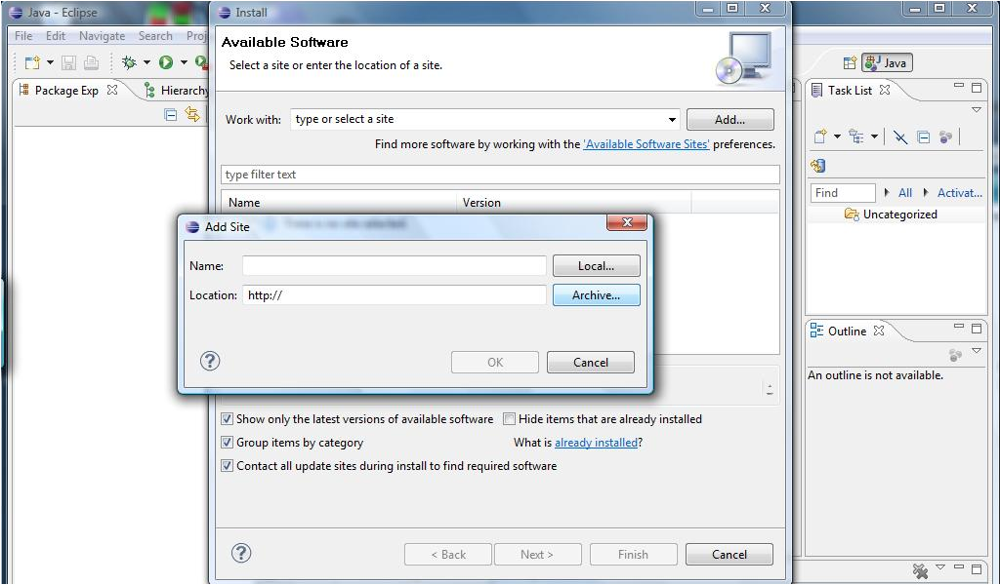 Java - Eclipse
File Edit Navigate Search Proj
Package Exp
Hierarchy
Install
Available Software
Select a site or enter the location of a site.
Work with: type or select a site Add...
Find more software by working with the 'Available Software Sites' preferences.
type filter text
Name Version
There is no site selected.
Add Site
Name: Local...
Location: http:// Archive...
OK Cancel
Show only the latest versions of available software Hide items that are already installed
Group items by category What is already installed?
Contact all update sites during install to find required software
< Back Next > Finish Cancel
Java
Task List
Find All Activat...
Uncategorized
Outline
An outline is not available.